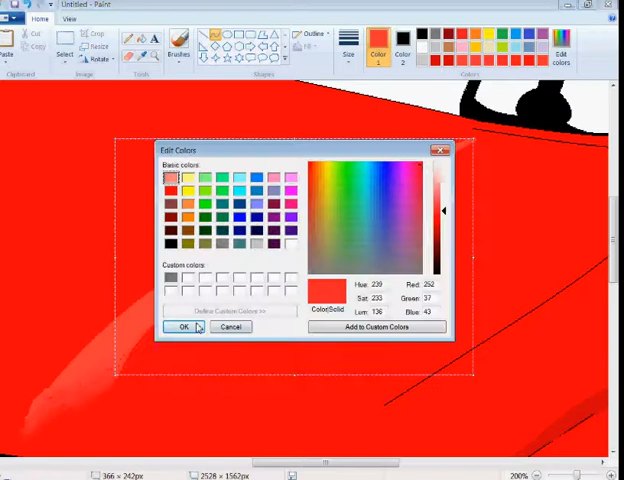 Untitled - Paint
Home View
Paste
Cut
Copy
Select
Crop
Resize
Rotate
Brushes
Outline
Fill
Size
Color 1
Color 2
Edit colors
Clipboard Image Tools Shapes Colors
Edit Colors
Basic colors:
Custom colors:
Define Custom Colors >>
OK Cancel
Color|Solid
Hue: 239 Red: 252
Sat: 233 Green: 37
Lum: 136 Blue: 43
Add to Custom Colors
366 × 242px 2528 × 1562px 200%